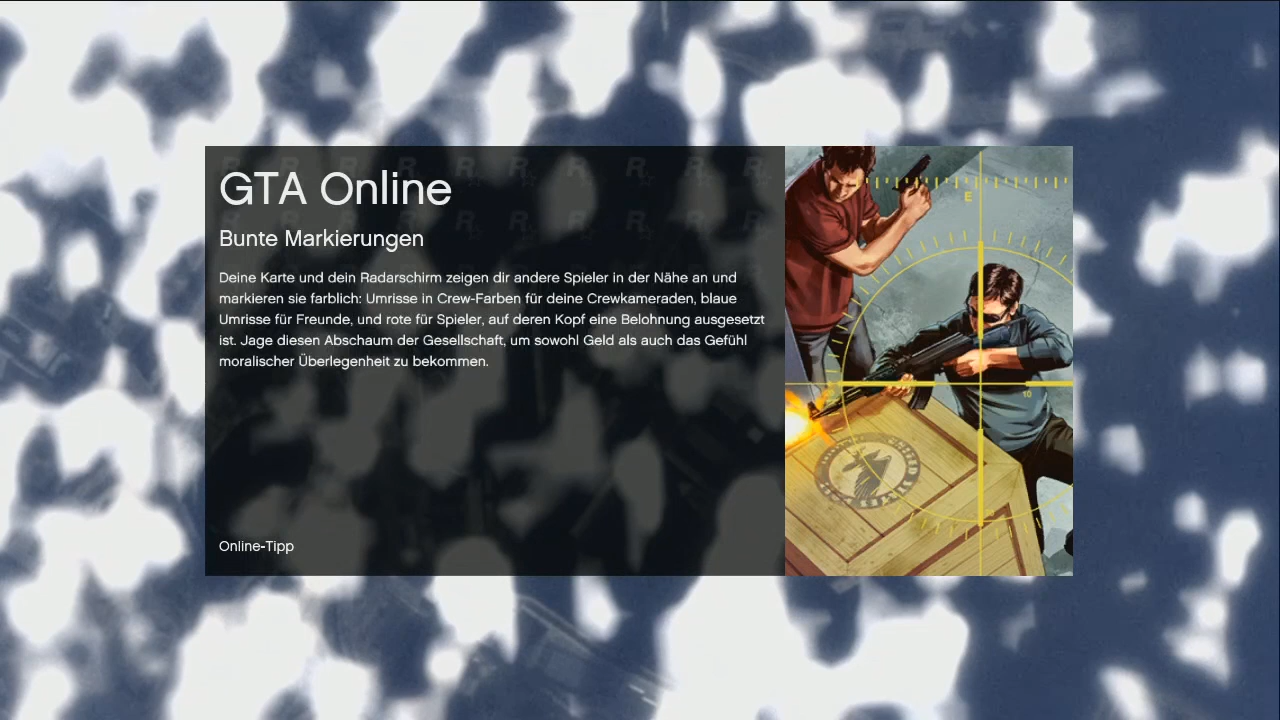 GTA Online
Bunte Markierungen
Deine Karte und dein Radarschirm zeigen dir andere Spieler in der Nähe an und
markieren sie farblich: Umrisse in Crew-Farben für deine Crewkameraden, blaue
Umrisse für Freunde, und rote für Spieler, auf deren Kopf eine Belohnung ausgesetzt
ist. Jage diesen Abschaum der Gesellschaft, um sowohl Geld als auch das Gefühl
moralischer Überlegenheit zu bekommen.
Online-Tipp
E
10